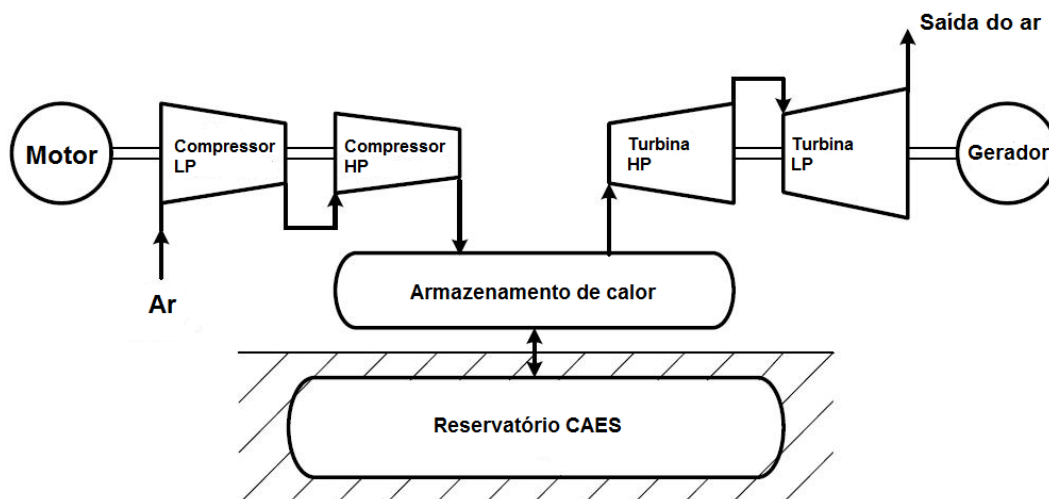 Saída do ar
Motor
Compressor
LP
Compressor
HP
Turbina
HP
Turbina
LP
Gerador
Ar
Armazenamento de calor
Reservatório CAES